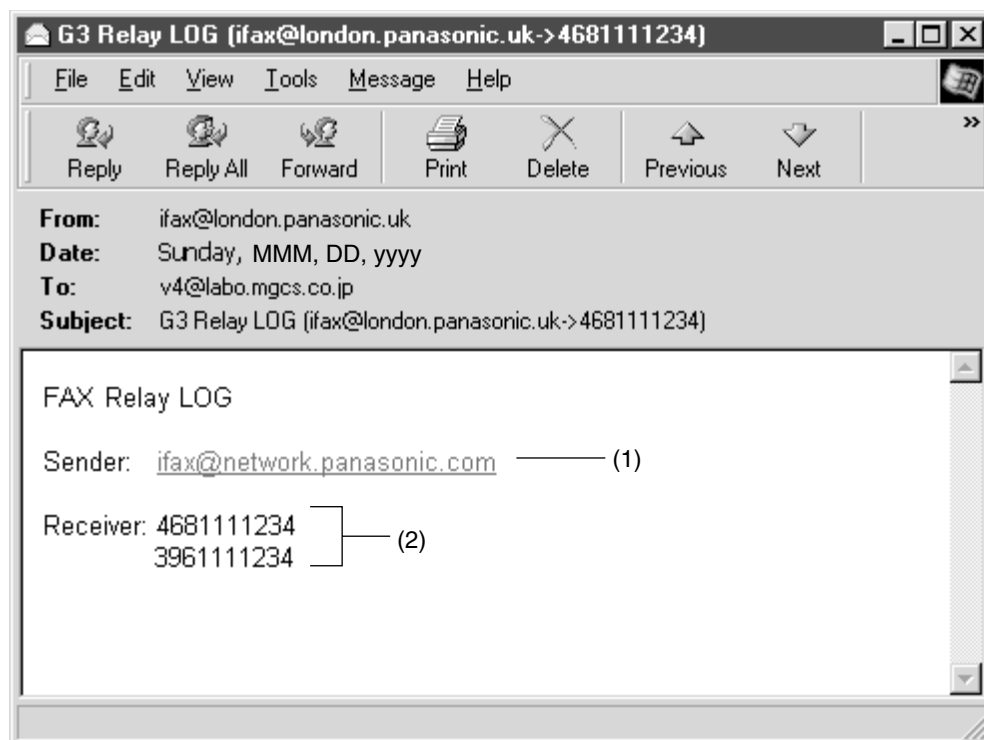 G3 Relay LOG (ifax@london.panasonic.uk->4681111234)
File Edit View Tools Message Help
Reply Reply All Forward Print Delete Previous Next »
From: ifax@london.panasonic.uk
Date: Sunday, MMM, DD, yyyy
To: v4@labo.mgcs.co.jp
Subject: G3 Relay LOG (ifax@london.panasonic.uk->4681111234)
FAX Relay LOG
Sender: ifax@network.panasonic.com (1)
Receiver: 4681111234
(2)
3961111234